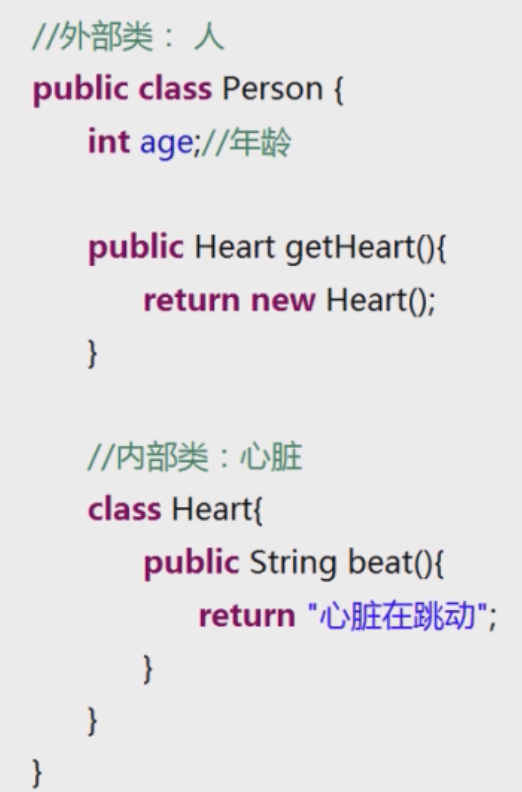 //外部类： 人
public class Person {
int age;//年龄
public Heart getHeart(){
return new Heart();
}
//内部类：心脏
class Heart{
public String beat(){
return "心脏在跳动";
}
}
}